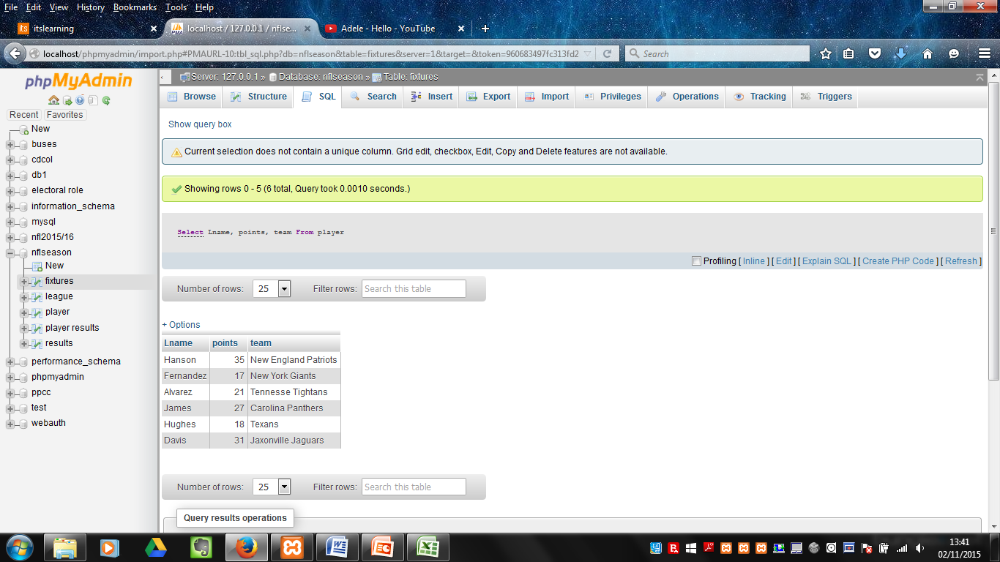 File Edit View History Bookmarks Tools Help
its itslearning
PMA localhost / 127.0.0.1 / nflse...
Adele - Hello - YouTube
localhost/phpmyadmin/import.php#PMAURL-10:tbl_sql.php?db=nflseason&table=fixtures&server=1&target=&token=960683497fc313fd2
Search
phpMyAdmin
Recent Favorites
New
buses
cdcol
db1
electoral role
information_schema
mysql
nfl2015/16
nflseason
New
fixtures
league
player
player results
results
performance_schema
phpmyadmin
ppcc
test
webauth
Server: 127.0.0.1 » Database: nflseason » Table: fixtures
Browse Structure SQL Search Insert Export Import Privileges Operations Tracking Triggers
Show query box
Current selection does not contain a unique column. Grid edit, checkbox, Edit, Copy and Delete features are not available.
Showing rows 0 - 5 (6 total, Query took 0.0010 seconds.)
Select Lname, points, team From player
Profiling [ Inline ] [ Edit ] [ Explain SQL ] [ Create PHP Code ] [ Refresh ]
Number of rows: 25 Filter rows: Search this table
+ Options
Lname points team
Hanson 35 New England Patriots
Fernandez 17 New York Giants
Alvarez 21 Tennesse Tightans
James 27 Carolina Panthers
Hughes 18 Texans
Davis 31 Jaxonville Jaguars
Number of rows: 25 Filter rows: Search this table
Query results operations
13:41
02/11/2015